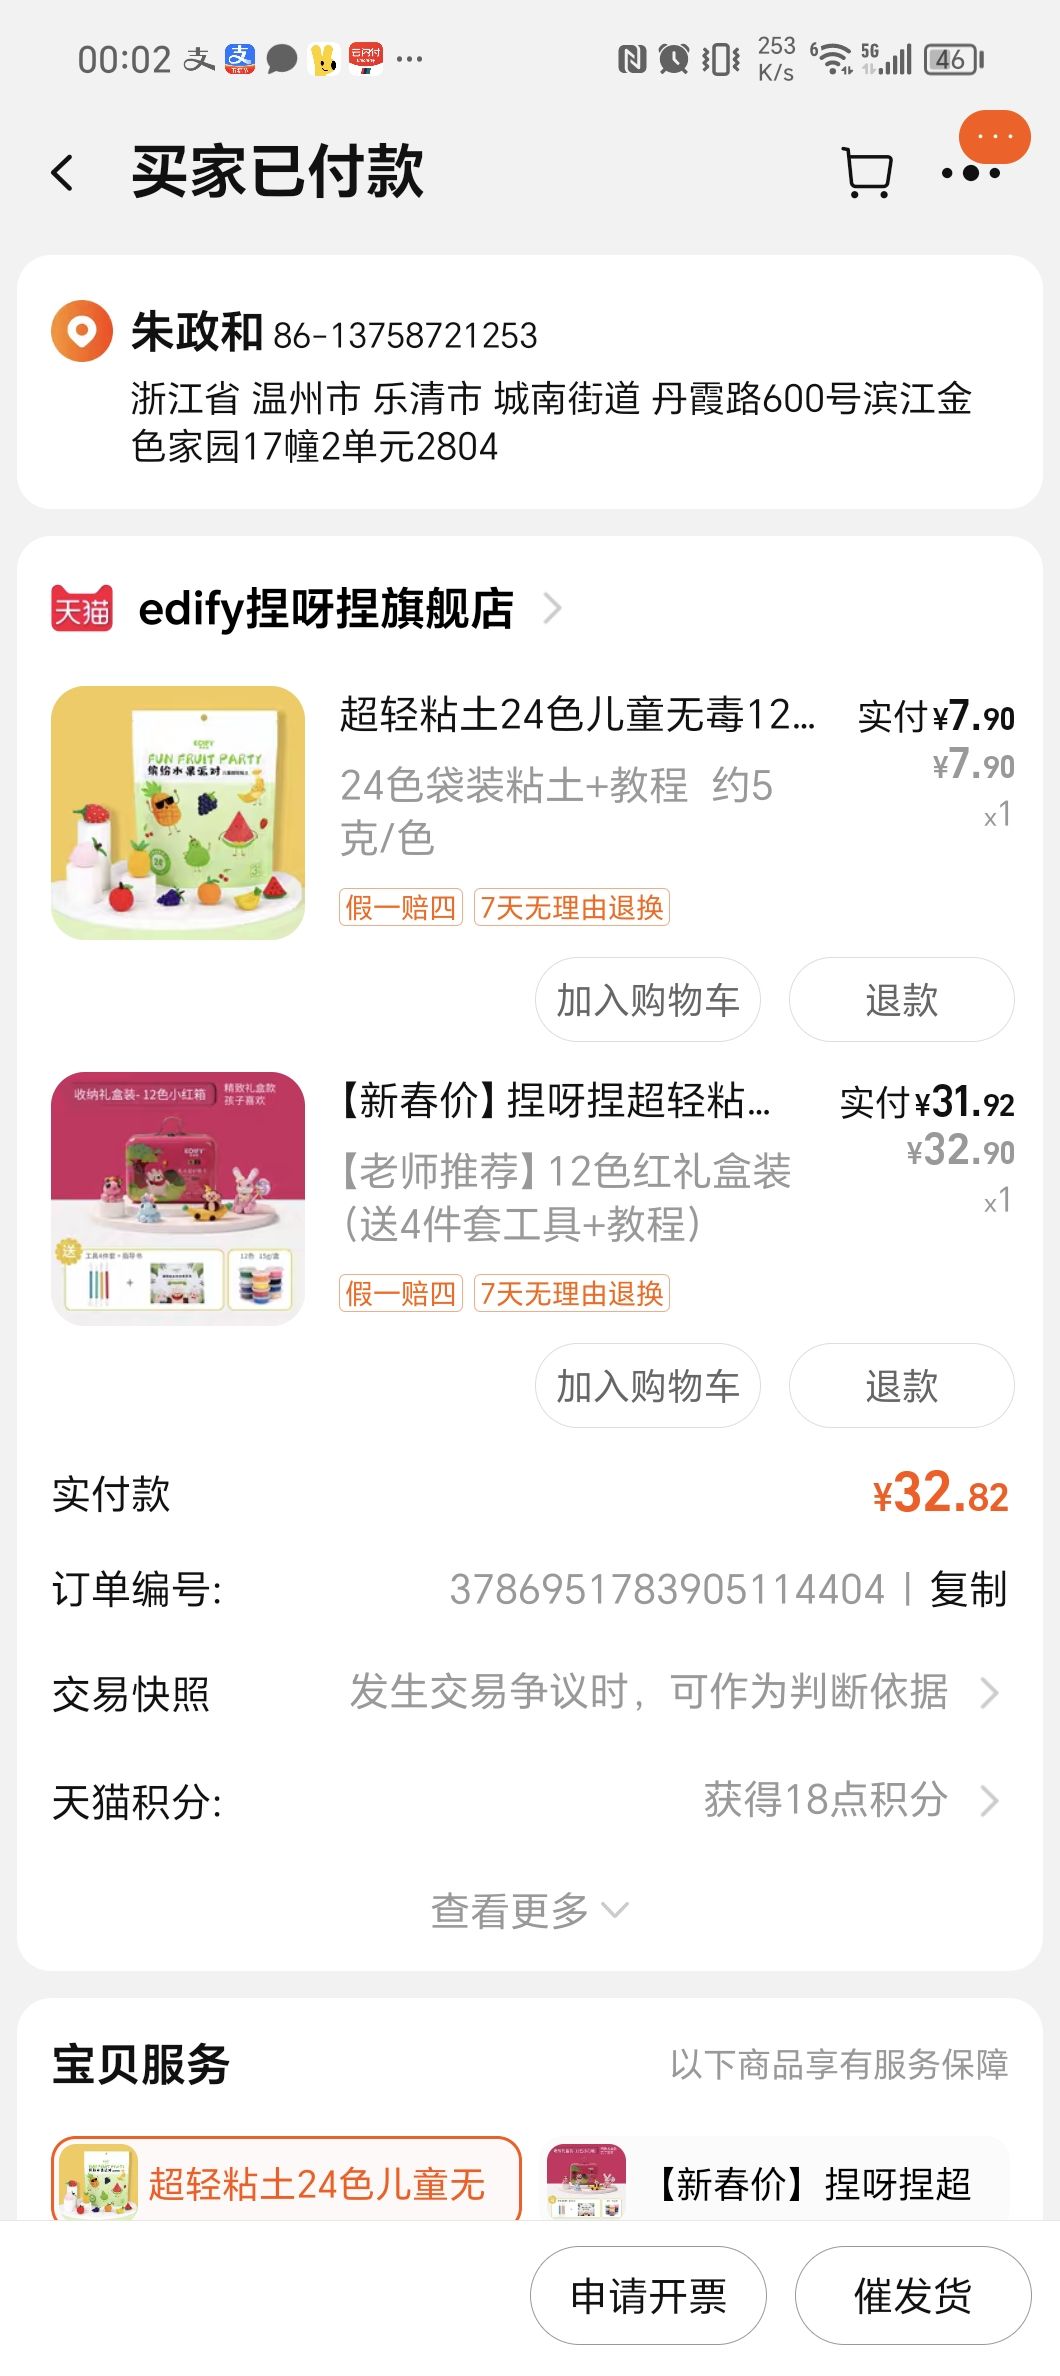 00:02
253 K/s
6
5G
46
买家已付款
朱政和 86-13758721253
浙江省 温州市 乐清市 城南街道 丹霞路600号滨江金
色家园17幢2单元2804
天猫 edify捏呀捏旗舰店
超轻粘土24色儿童无毒12... 实付¥7.90
24色袋装粘土+教程 约5
克/色
¥7.90
x1
EDIFY
FUN FRUIT PARTY
缤纷水果派对
假一赔四 7天无理由退换
加入购物车 退款
收纳礼盒装-12色小红箱 精致礼盒款
孩子喜欢
EDIFY
送 工具4件套+指导书 12色 15g/盒
【新春价】捏呀捏超轻粘... 实付¥31.92
【老师推荐】12色红礼盒装
（送4件套工具+教程）
¥32.90
x1
假一赔四 7天无理由退换
加入购物车 退款
实付款 ¥32.82
订单编号: 3786951783905114404 | 复制
交易快照 发生交易争议时，可作为判断依据
天猫积分: 获得18点积分
查看更多
宝贝服务 以下商品享有服务保障
超轻粘土24色儿童无 【新春价】捏呀捏超
申请开票 催发货